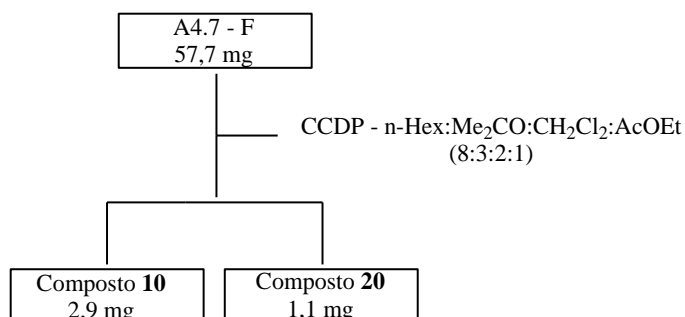 A4.7 - F
57,7 mg
CCDP - n-Hex:Me₂CO:CH₂Cl₂:AcOEt
(8:3:2:1)
Composto 10
2,9 mg
Composto 20
1,1 mg